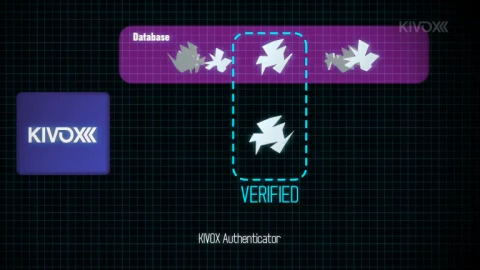 KIVOX
Database
KIVOX
VERIFIED
KIVOX Authenticator